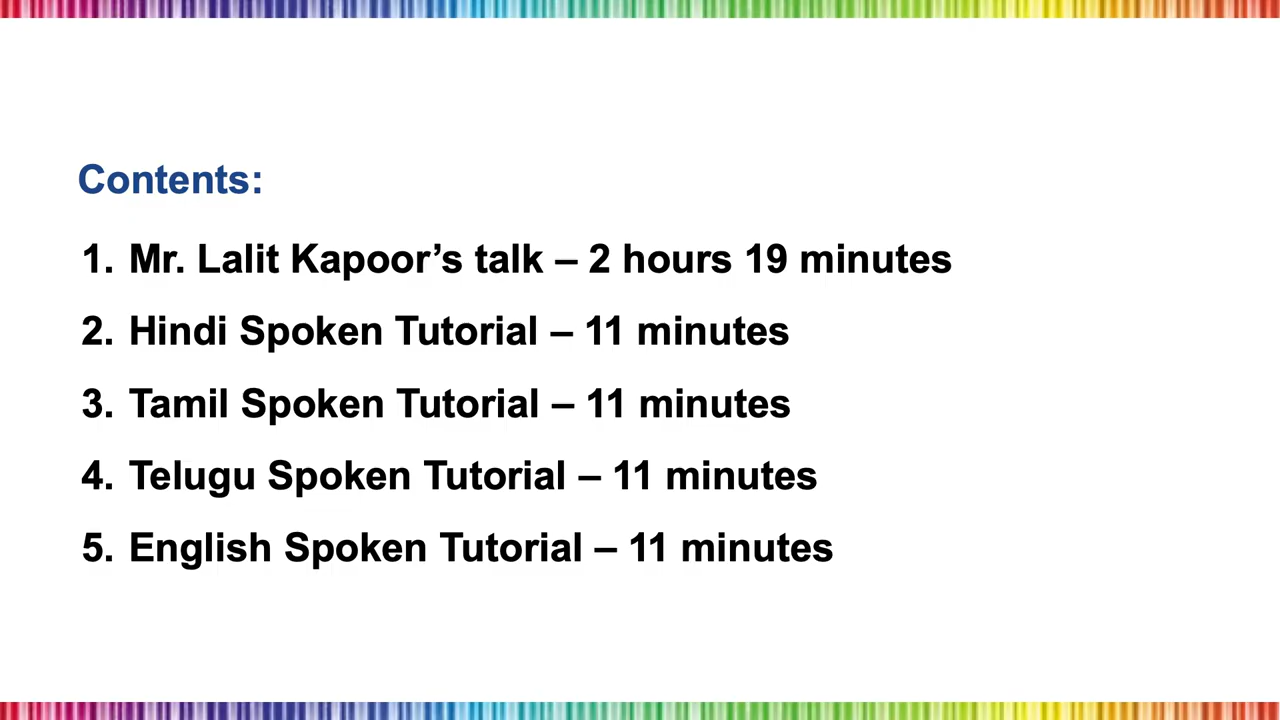 Contents:
1. Mr. Lalit Kapoor’s talk – 2 hours 19 minutes
2. Hindi Spoken Tutorial – 11 minutes
3. Tamil Spoken Tutorial – 11 minutes
4. Telugu Spoken Tutorial – 11 minutes
5. English Spoken Tutorial – 11 minutes